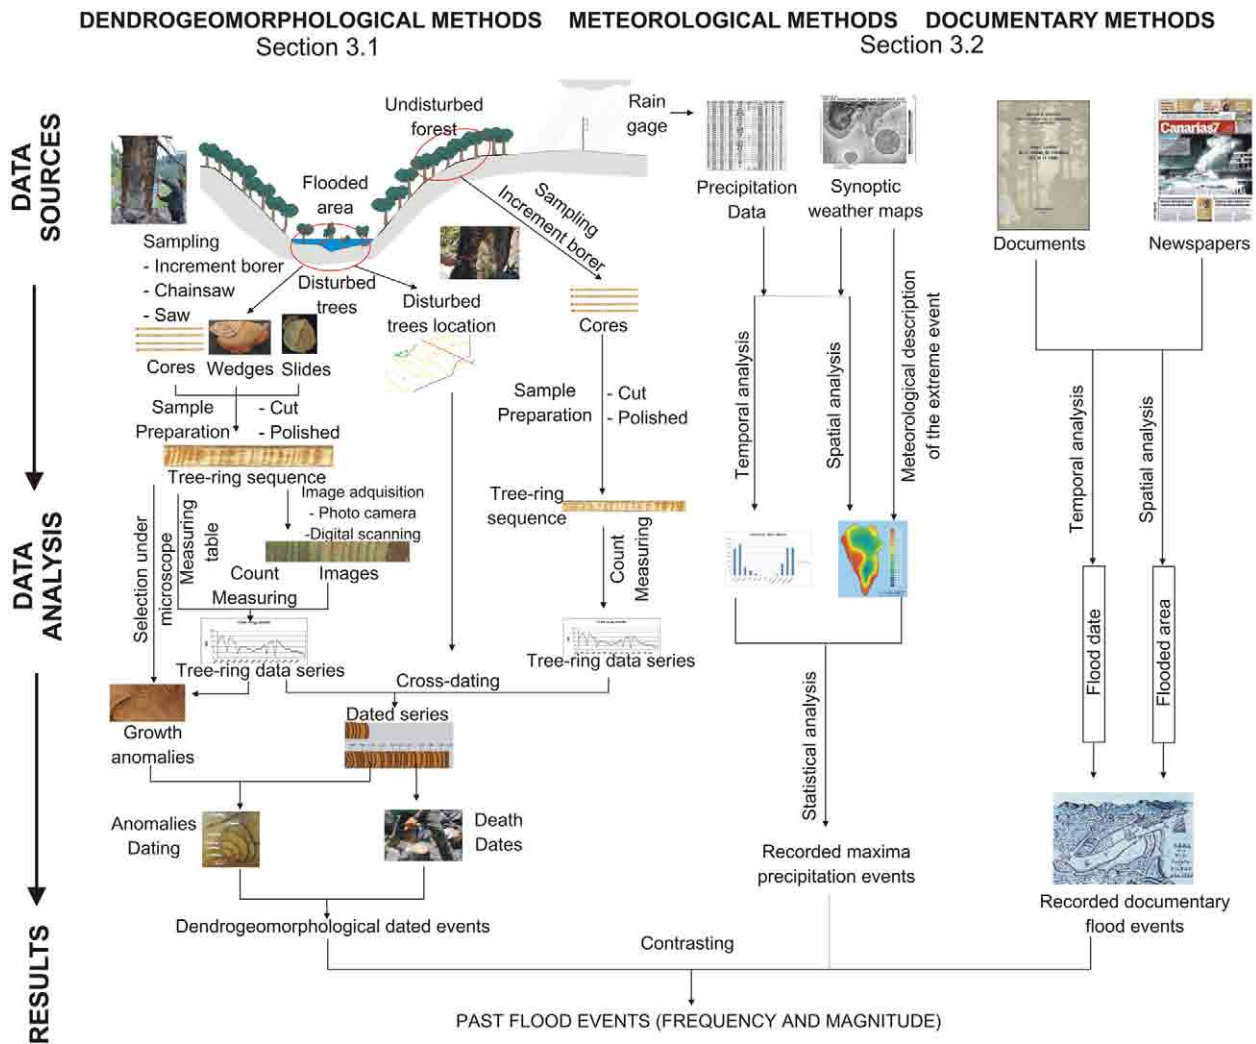 DENDROGEOMORPHOLOGICAL METHODS
Section 3.1
METEOROLOGICAL METHODS
DOCUMENTARY METHODS
Section 3.2
DATA
SOURCES
DATA
ANALYSIS
RESULTS
Undisturbed
forest
Flooded
area
Rain
gage
Sampling
- Increment borer
- Chainsaw
- Saw
Disturbed
trees
Sampling
Increment borer
Disturbed
trees location
Cores
Wedges
Slides
Sample
Preparation
- Cut
- Polished
Tree-ring sequence
Selection under
microscope
Measuring
table
Image adquisition
- Photo camera
-Digital scanning
Count
Images
Measuring
Tree-ring data series
Cores
Sample
Preparation
- Cut
- Polished
Tree-ring
sequence
Count
Measuring
Tree-ring data series
Cross-dating
Dated series
Growth
anomalies
Anomalies
Dating
Death
Dates
Dendrogeomorphological dated events
Precipitation
Data
Synoptic
weather maps
Temporal analysis
Spatial analysis
Meteorological description
of the extreme event
Statistical analysis
Recorded maxima
precipitation events
Canarias7
Documents
Newspapers
Temporal analysis
Spatial analysis
Flood date
Flooded area
Recorded documentary
flood events
Contrasting
PAST FLOOD EVENTS (FREQUENCY AND MAGNITUDE)